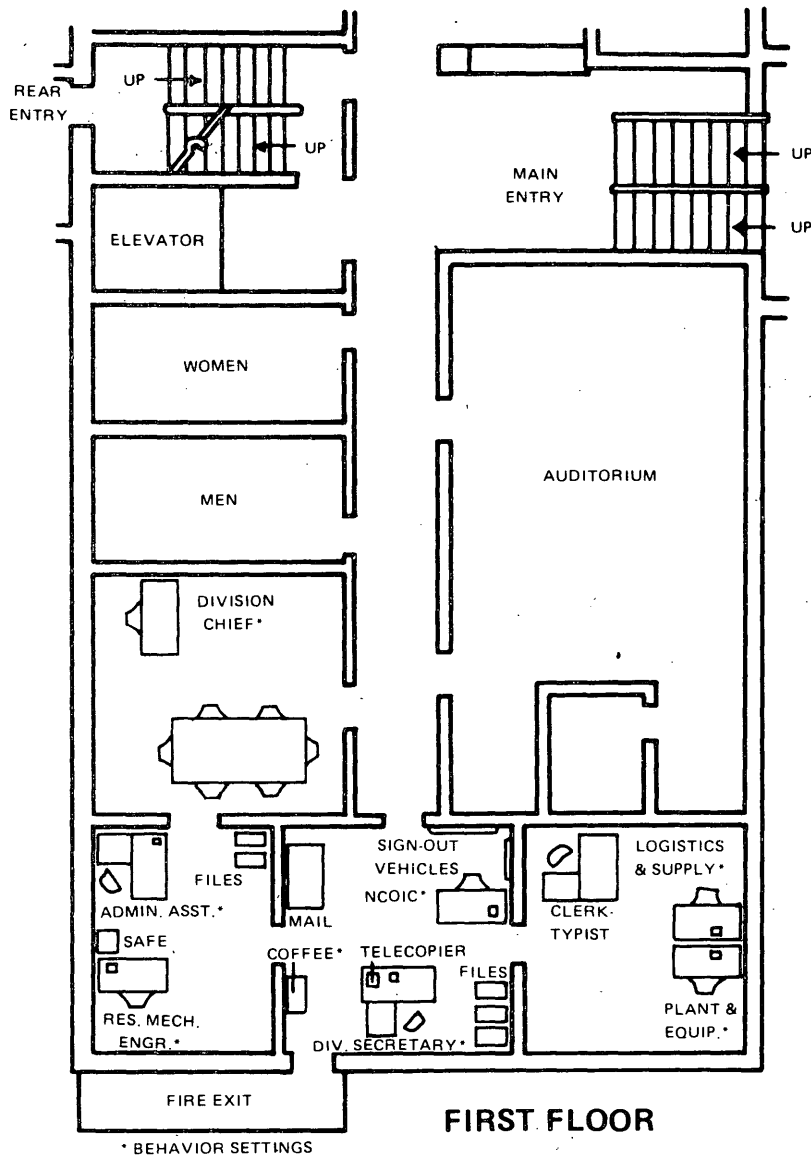 UP
REAR
ENTRY
UP
UP
MAIN
ENTRY
UP
ELEVATOR
WOMEN
AUDITORIUM
MEN
DIVISION
CHIEF*
SIGN-OUT
VEHICLES
NCOIC*
LOGISTICS
& SUPPLY*
FILES
ADMIN. ASST.*
MAIL
CLERK-
TYPIST
SAFE
COFFEE*
TELECOPIER
FILES
RES. MECH.
ENGR.*
DIV. SECRETARY*
PLANT &
EQUIP.*
FIRE EXIT
FIRST FLOOR
* BEHAVIOR SETTINGS